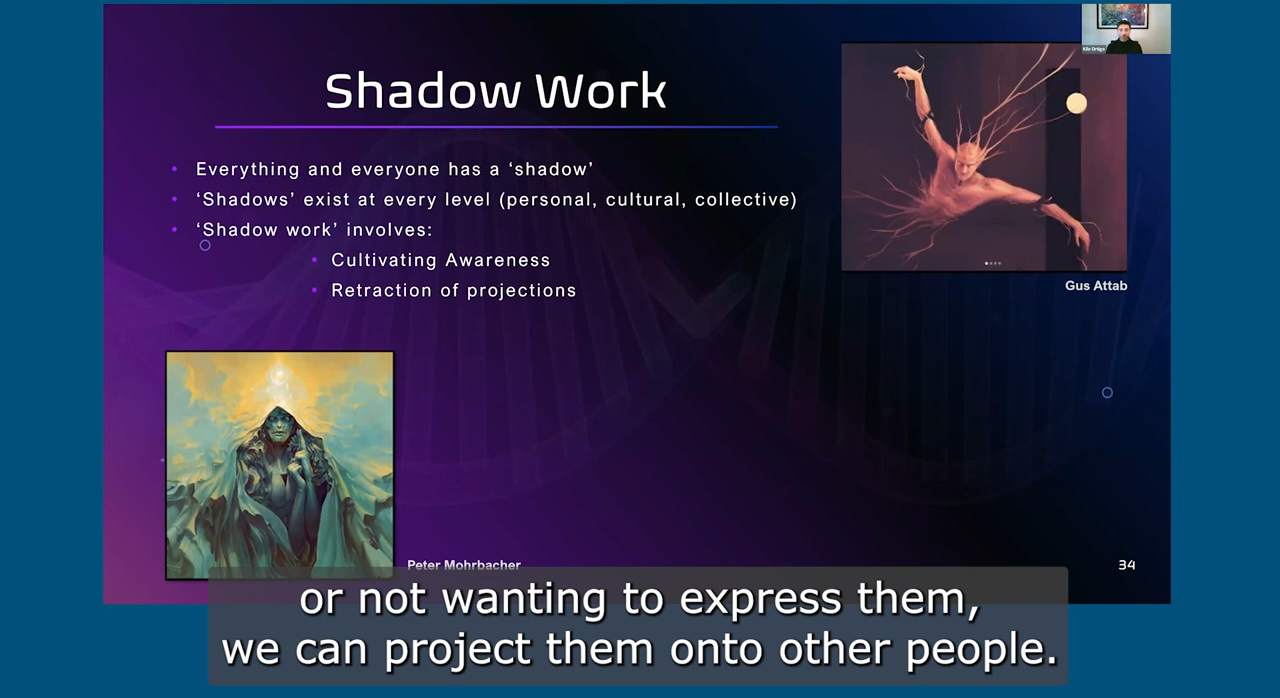 Kile Ortigo
Shadow Work
• Everything and everyone has a ‘shadow’
• ‘Shadows’ exist at every level (personal, cultural, collective)
• ‘Shadow work’ involves:
• Cultivating Awareness
• Retraction of projections
Gus Attab
Peter Mohrbacher
34
or not wanting to express them,
we can project them onto other people.